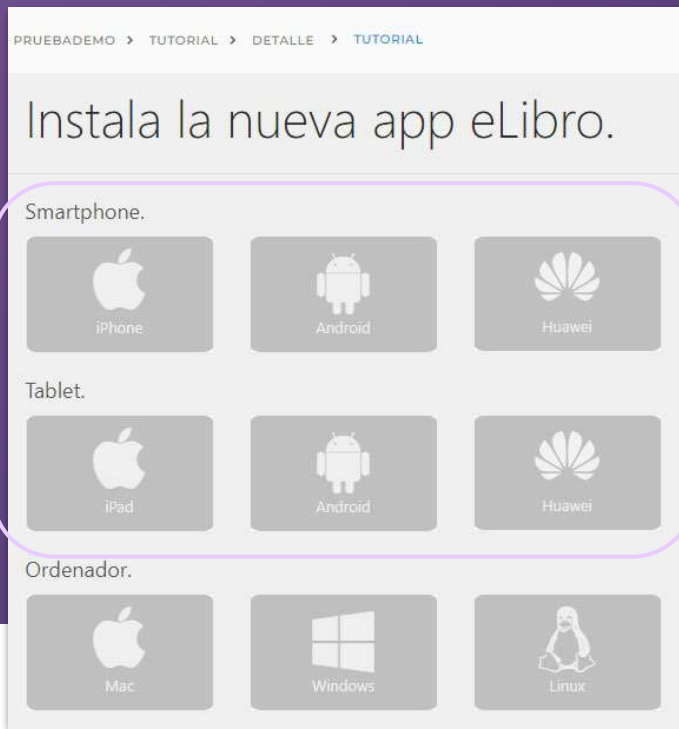 PRUEBADEMO > TUTORIAL > DETALLE > TUTORIAL
Instala la nueva app eLibro.
Smartphone.
iPhone Android Huawei
Tablet.
iPad Android Huawei
Ordenador.
Mac Windows Linux